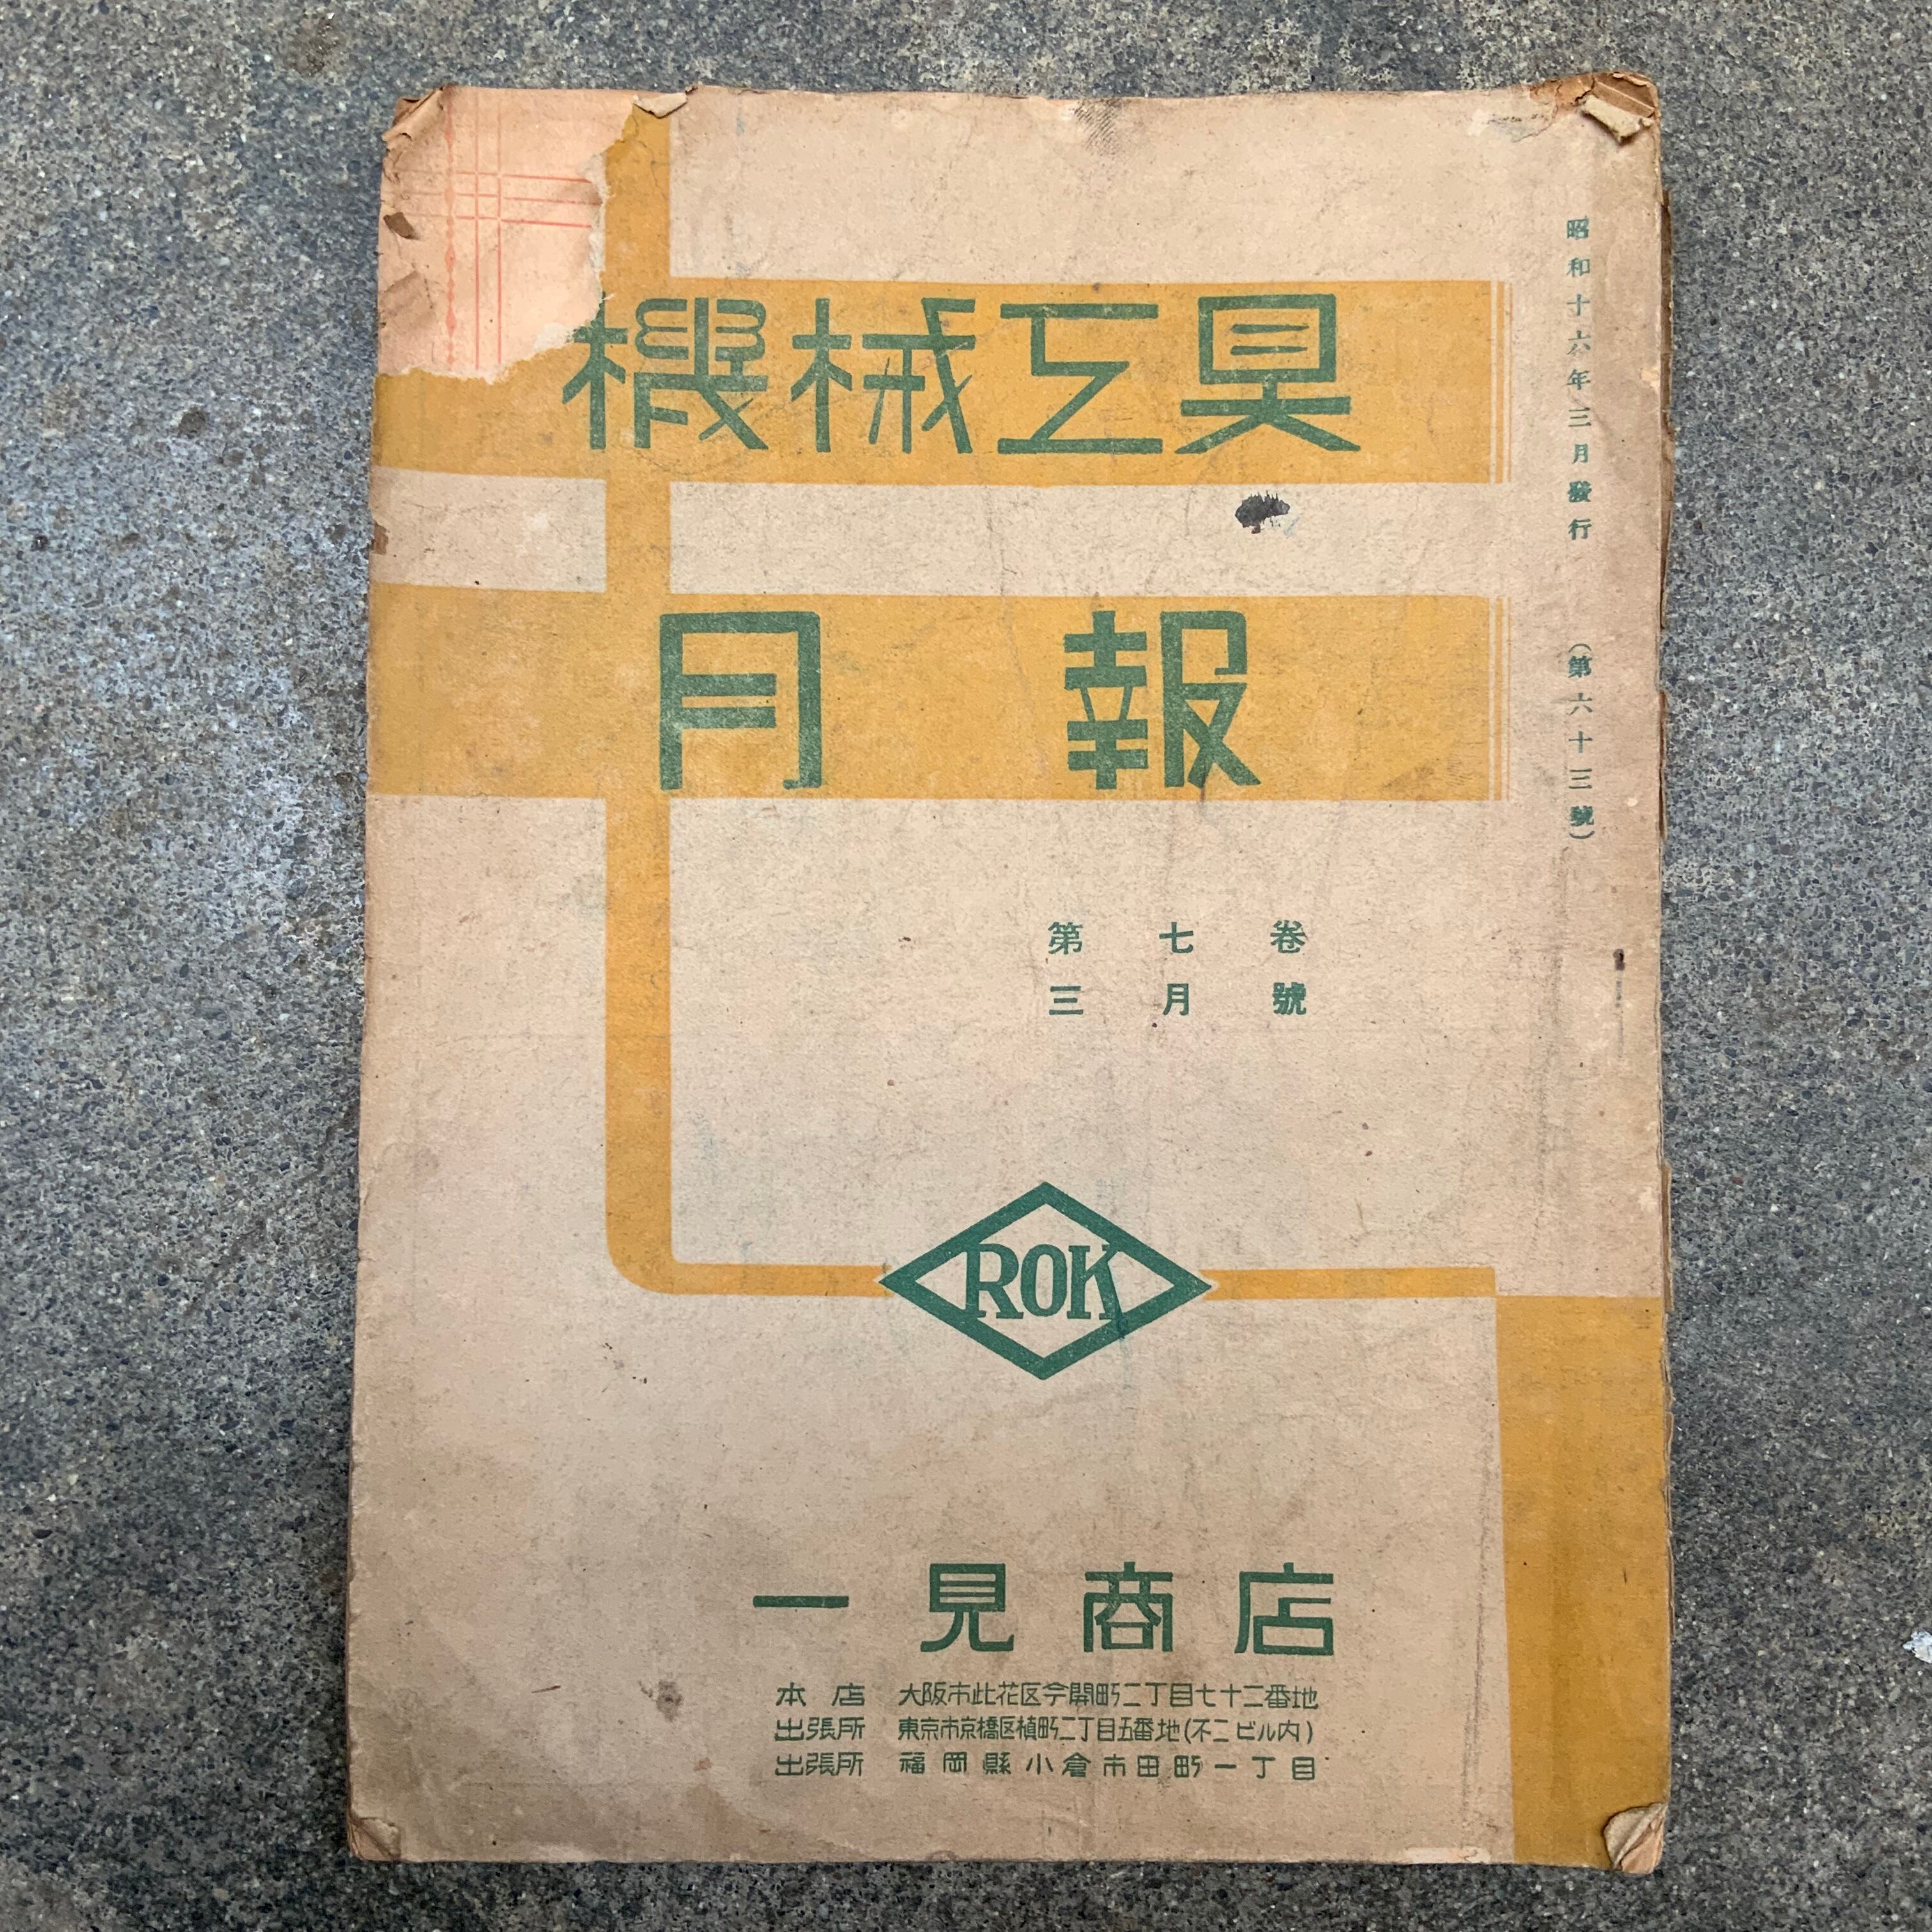 昭和十六年三月發行 (第六十三號)
機械工具
月報
第七卷
三月號
ROK
一見商店
本店 大阪市此花区今開町二丁目七十二番地
出張所 東京市京橋区槇町二丁目五番地(不二ビル内)
出張所 福岡縣小倉市田町一丁目